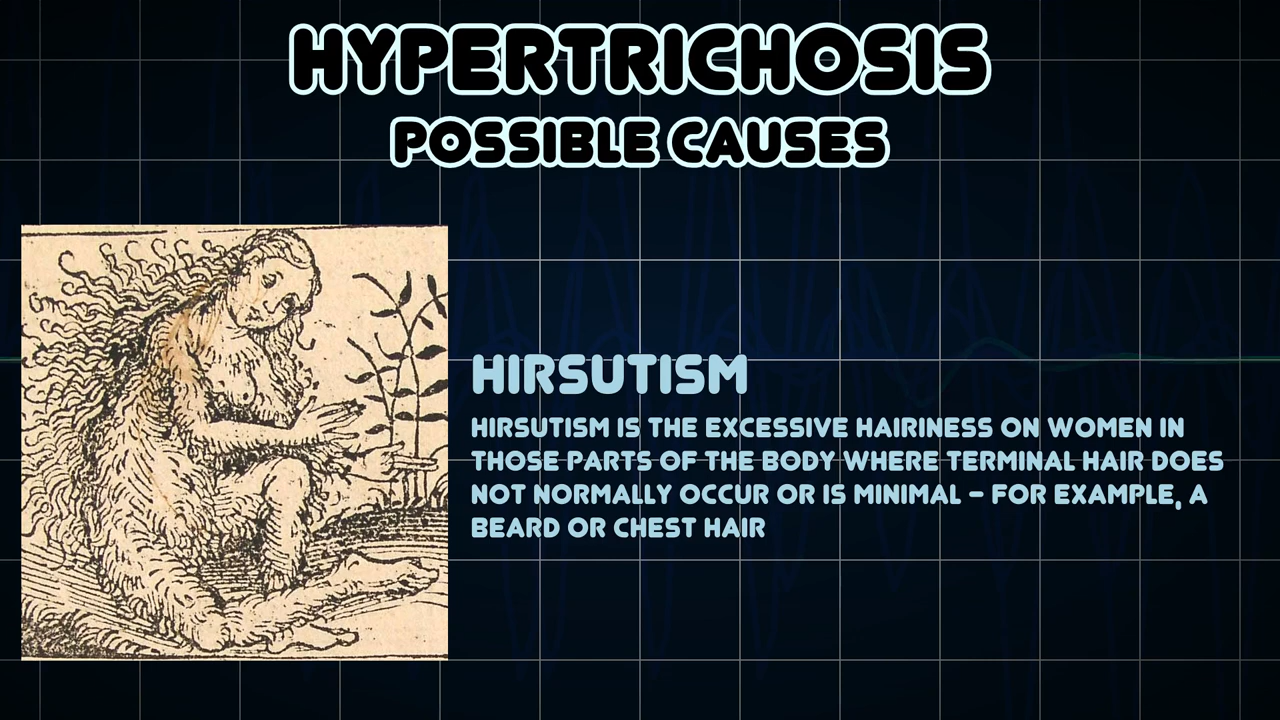 HYPERTRICHOSIS
POSSIBLE CAUSES
HIRSUTISM
HIRSUTISM IS THE EXCESSIVE HAIRINESS ON WOMEN IN
THOSE PARTS OF THE BODY WHERE TERMINAL HAIR DOES
NOT NORMALLY OCCUR OR IS MINIMAL – FOR EXAMPLE, A
BEARD OR CHEST HAIR